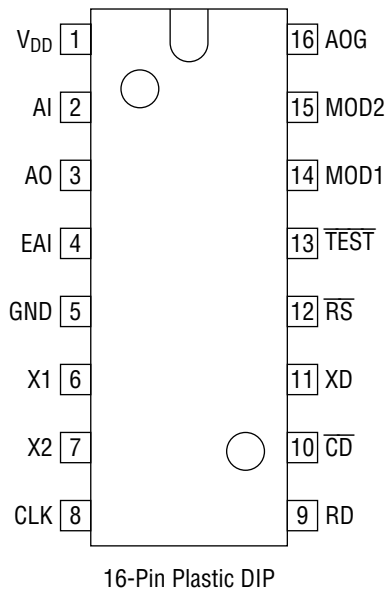 VDD 1 16 AOG
AI 2 15 MOD2
AO 3 14 MOD1
EAI 4 13 TEST
GND 5 12 RS
X1 6 11 XD
X2 7 10 CD
CLK 8 9 RD
16-Pin Plastic DIP